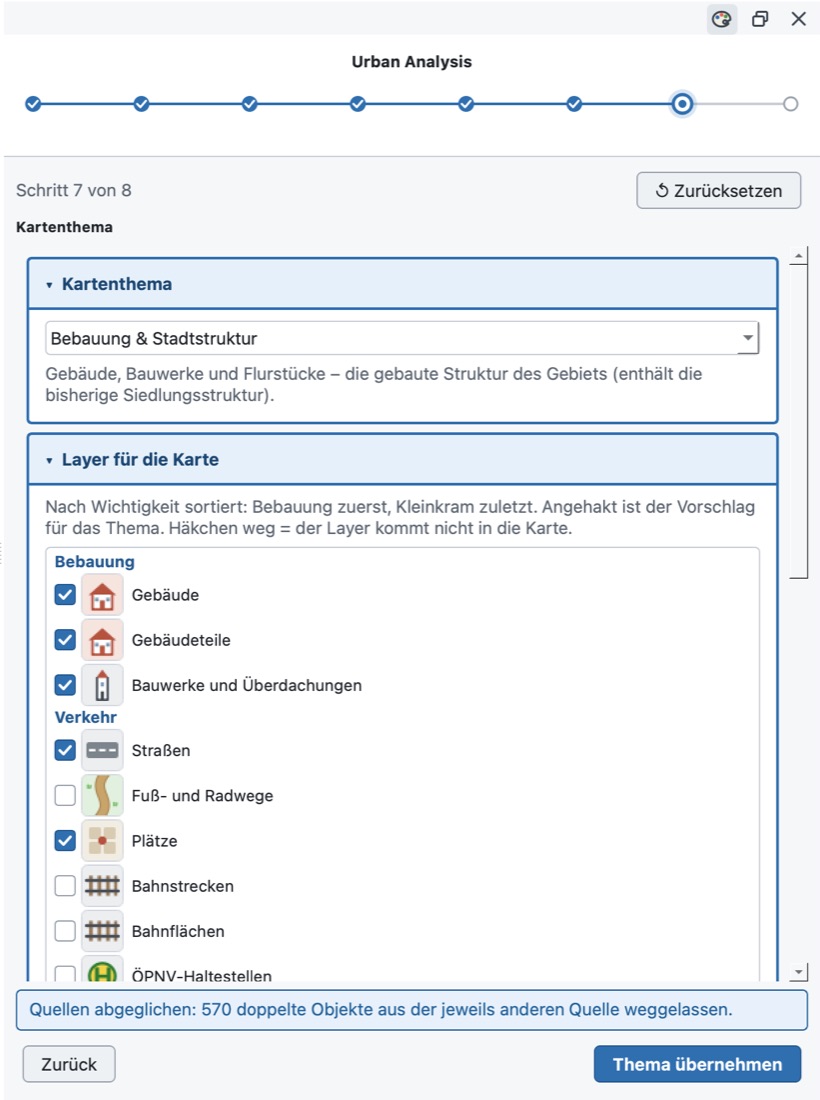 Urban Analysis
Schritt 7 von 8
Zurücksetzen
Kartenthema
Kartenthema
Bebauung & Stadtstruktur
Gebäude, Bauwerke und Flurstücke – die gebaute Struktur des Gebiets (enthält die
bisherige Siedlungsstruktur).
Layer für die Karte
Nach Wichtigkeit sortiert: Bebauung zuerst, Kleinkram zuletzt. Angehakt ist der Vorschlag
für das Thema. Häkchen weg = der Layer kommt nicht in die Karte.
Bebauung
Gebäude
Gebäudeteile
Bauwerke und Überdachungen
Verkehr
Straßen
Fuß- und Radwege
Plätze
Bahnstrecken
Bahnflächen
H ÖPNV-Haltestellen
Quellen abgeglichen: 570 doppelte Objekte aus der jeweils anderen Quelle weggelassen.
Zurück
Thema übernehmen